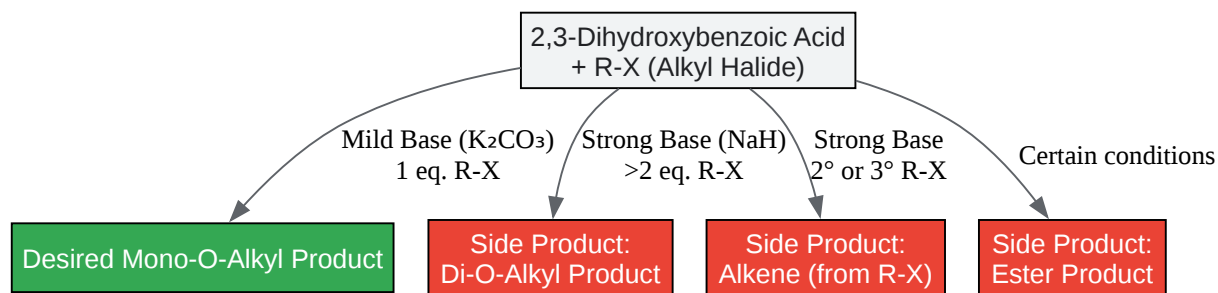 2,3-Dihydroxybenzoic Acid
+ R-X (Alkyl Halide)
Mild Base (K₂CO₃)
1 eq. R-X
Strong Base (NaH)
>2 eq. R-X
Strong Base
2° or 3° R-X
Certain conditions
Desired Mono-O-Alkyl Product
Side Product:
Di-O-Alkyl Product
Side Product:
Alkene (from R-X)
Side Product:
Ester Product